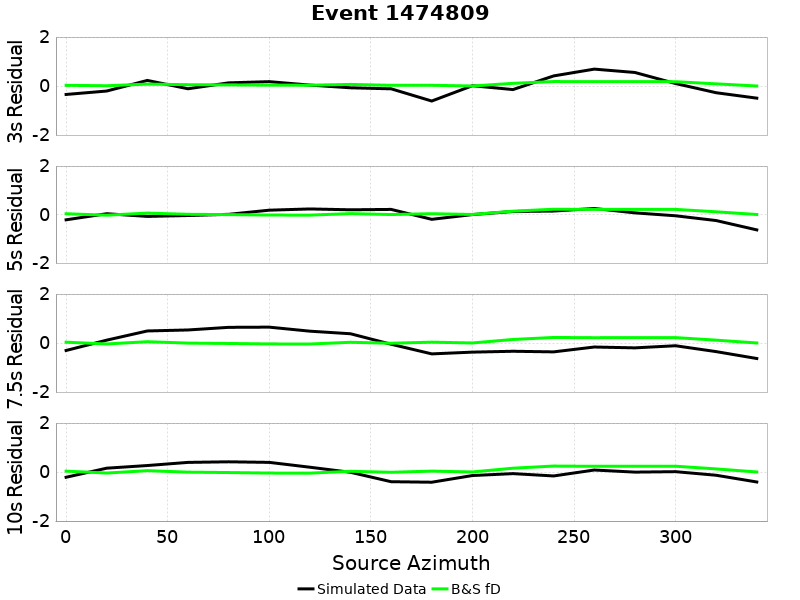 Event 1474809
3s Residual
2
0
-2
5s Residual
2
0
-2
7.5s Residual
2
0
-2
10s Residual
2
0
-2
0 50 100 150 200 250 300
Source Azimuth
Simulated Data B&S fD